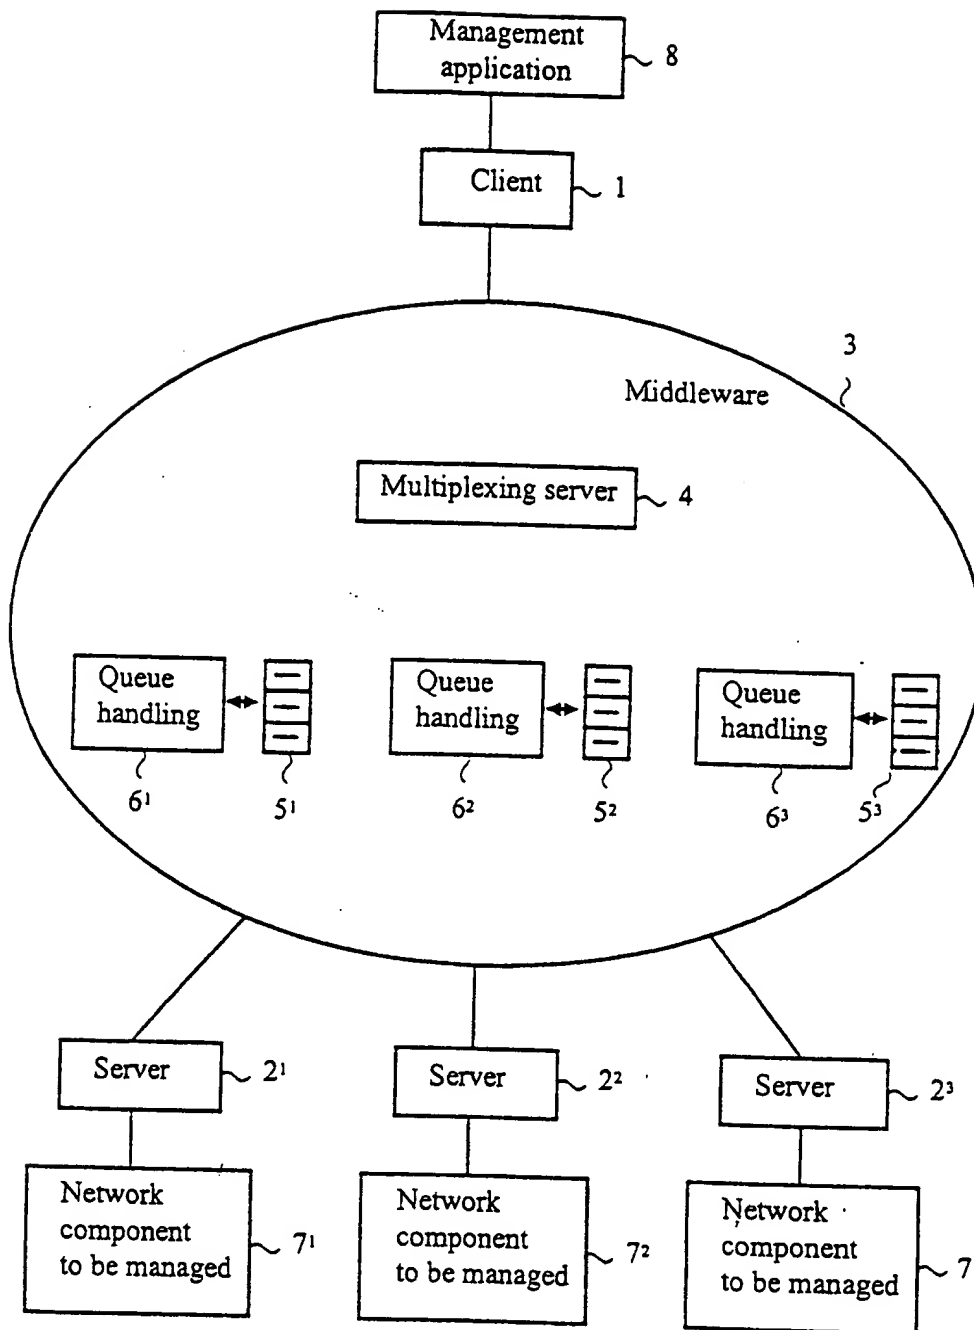 Management
application
8
Client
1
3
Middleware
Multiplexing server
4
Queue
handling
Queue
handling
Queue
handling
6¹
5¹
6²
5²
6³
5³
Server
2¹
Server
2²
Server
2³
Network
component
to be managed
7¹
Network
component
to be managed
7²
Network
component
to be managed
7